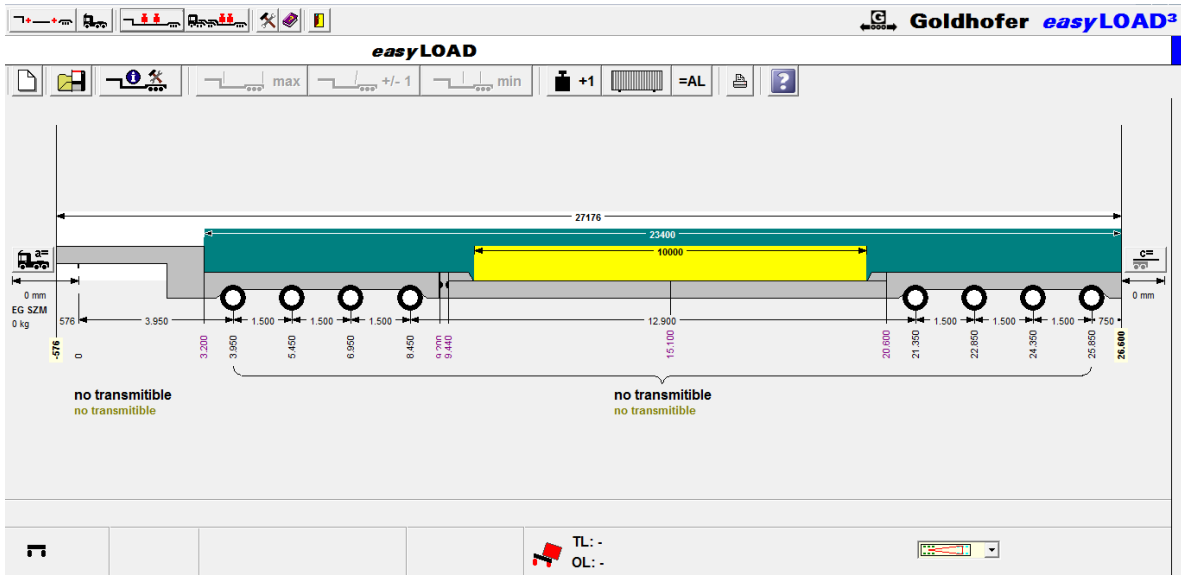 G Goldhofer easyLOAD³
easyLOAD
max
+/- 1
min
+1
=AL
?
27176
23400
10000
a=
c=
0 mm
EG SZM
0 kg
0 mm
576
3.950
1.500
1.500
1.500
12.900
1.500
1.500
1.500
750
-576
0
3.200
3.950
5.450
6.950
8.450
9.200
9.440
15.100
20.600
21.350
22.850
24.350
25.850
26.600
no transmitible
no transmitible
no transmitible
no transmitible
TL: -
OL: -